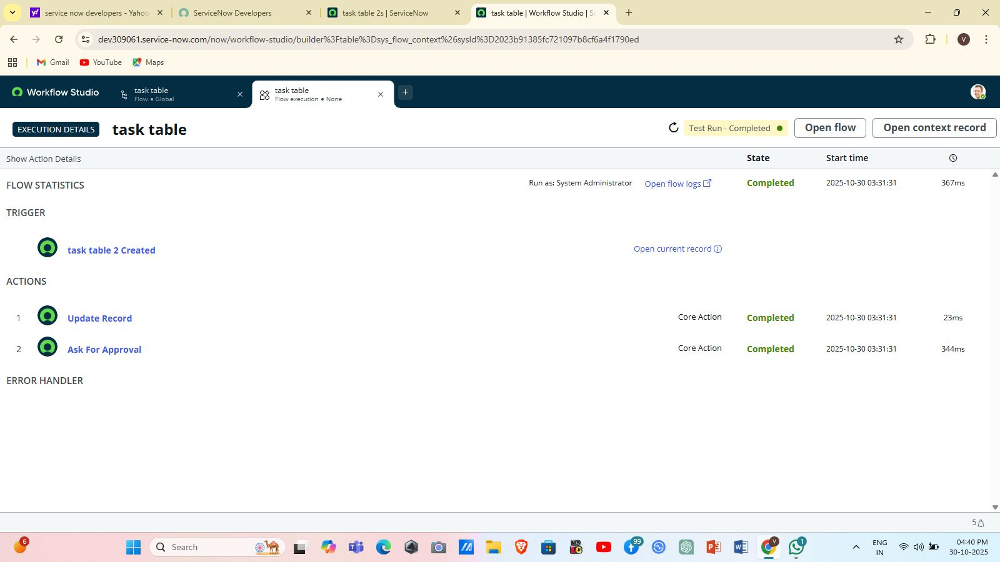 service now developers - Yahoo
ServiceNow Developers
task table 2s | ServiceNow
task table | Workflow Studio | Se
dev309061.service-now.com/now/workflow-studio/builder%3Ftable%3Dsys_flow_context%26sysId%3D2023b91385fc721097b8cf6a4f1790ed
V
Gmail
YouTube
Maps
Workflow Studio
task table
Flow • Global
task table
Flow execution • None
EXECUTION DETAILS
task table
Test Run - Completed
Open flow
Open context record
Show Action Details
State
Start time
FLOW STATISTICS
Run as: System Administrator
Open flow logs
Completed
2025-10-30 03:31:31
367ms
TRIGGER
task table 2 Created
Open current record
ACTIONS
1
Update Record
Core Action
Completed
2025-10-30 03:31:31
23ms
2
Ask For Approval
Core Action
Completed
2025-10-30 03:31:31
344ms
ERROR HANDLER
5
6
Search
99
V
1
ENG
IN
04:40 PM
30-10-2025